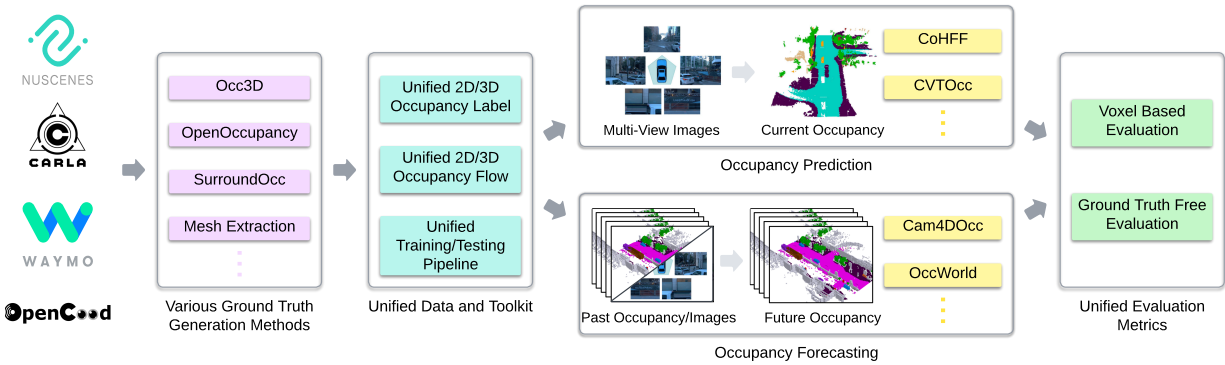 NUSCENES
CARLA
WAYMO
OpenCood
Occ3D
OpenOccupancy
SurroundOcc
Mesh Extraction
Various Ground Truth
Generation Methods
Unified 2D/3D
Occupancy Label
Unified 2D/3D
Occupancy Flow
Unified
Training/Testing
Pipeline
Unified Data and Toolkit
Multi-View Images
Current Occupancy
CoHFF
CVTOcc
Occupancy Prediction
Past Occupancy/Images
Future Occupancy
Cam4DOcc
OccWorld
Occupancy Forecasting
Voxel Based
Evaluation
Ground Truth Free
Evaluation
Unified Evaluation
Metrics